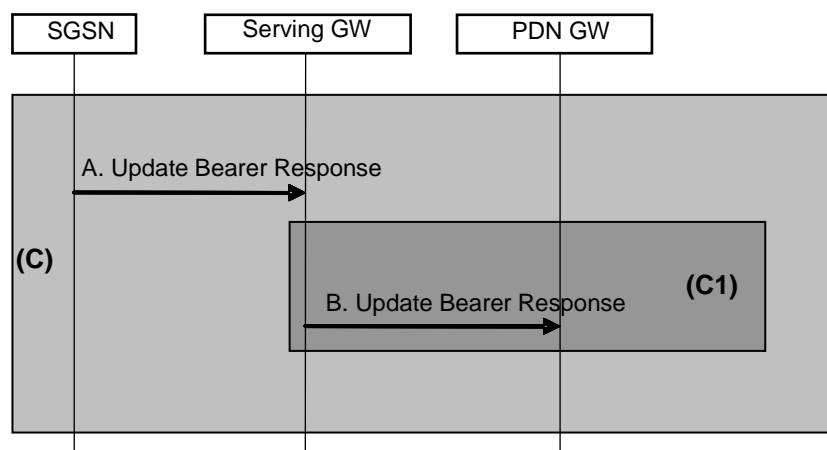 SGSN
Serving GW
PDN GW
A. Update Bearer Response
(C)
(C1)
B. Update Bearer Response